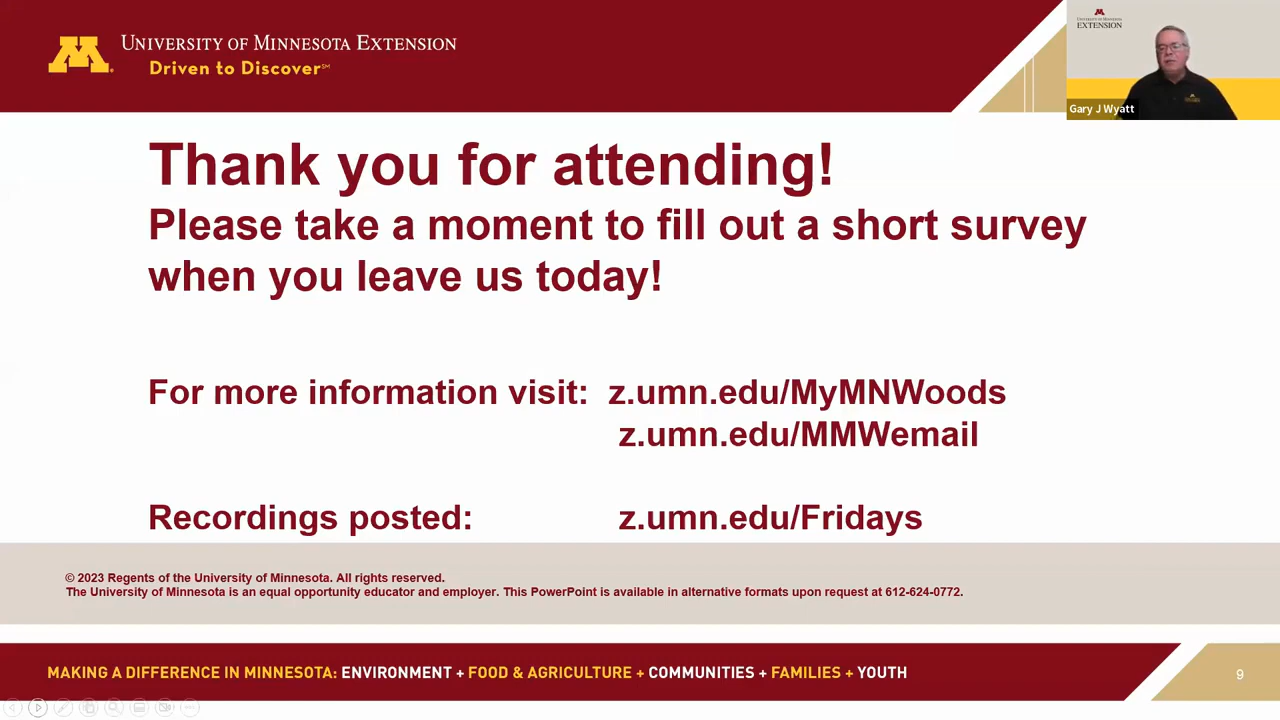 UNIVERSITY OF MINNESOTA EXTENSION
Driven to Discover℠
UNIVERSITY OF MINNESOTA
EXTENSION
Gary J Wyatt
Thank you for attending!
Please take a moment to fill out a short survey
when you leave us today!
For more information visit: z.umn.edu/MyMNWoods
z.umn.edu/MMWemail
Recordings posted: z.umn.edu/Fridays
© 2023 Regents of the University of Minnesota. All rights reserved.
The University of Minnesota is an equal opportunity educator and employer. This PowerPoint is available in alternative formats upon request at 612-624-0772.
MAKING A DIFFERENCE IN MINNESOTA: ENVIRONMENT + FOOD & AGRICULTURE + COMMUNITIES + FAMILIES + YOUTH
9